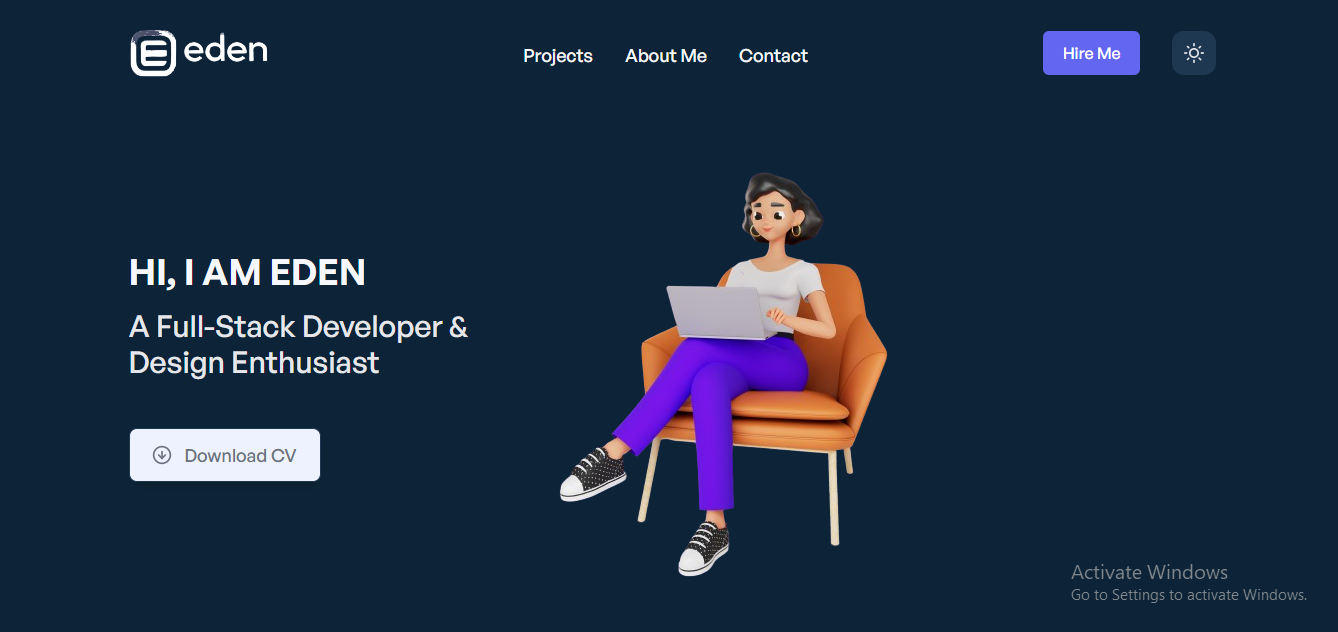 eden
Projects About Me Contact
Hire Me
HI, I AM EDEN
A Full-Stack Developer &
Design Enthusiast
Download CV
Activate Windows
Go to Settings to activate Windows.